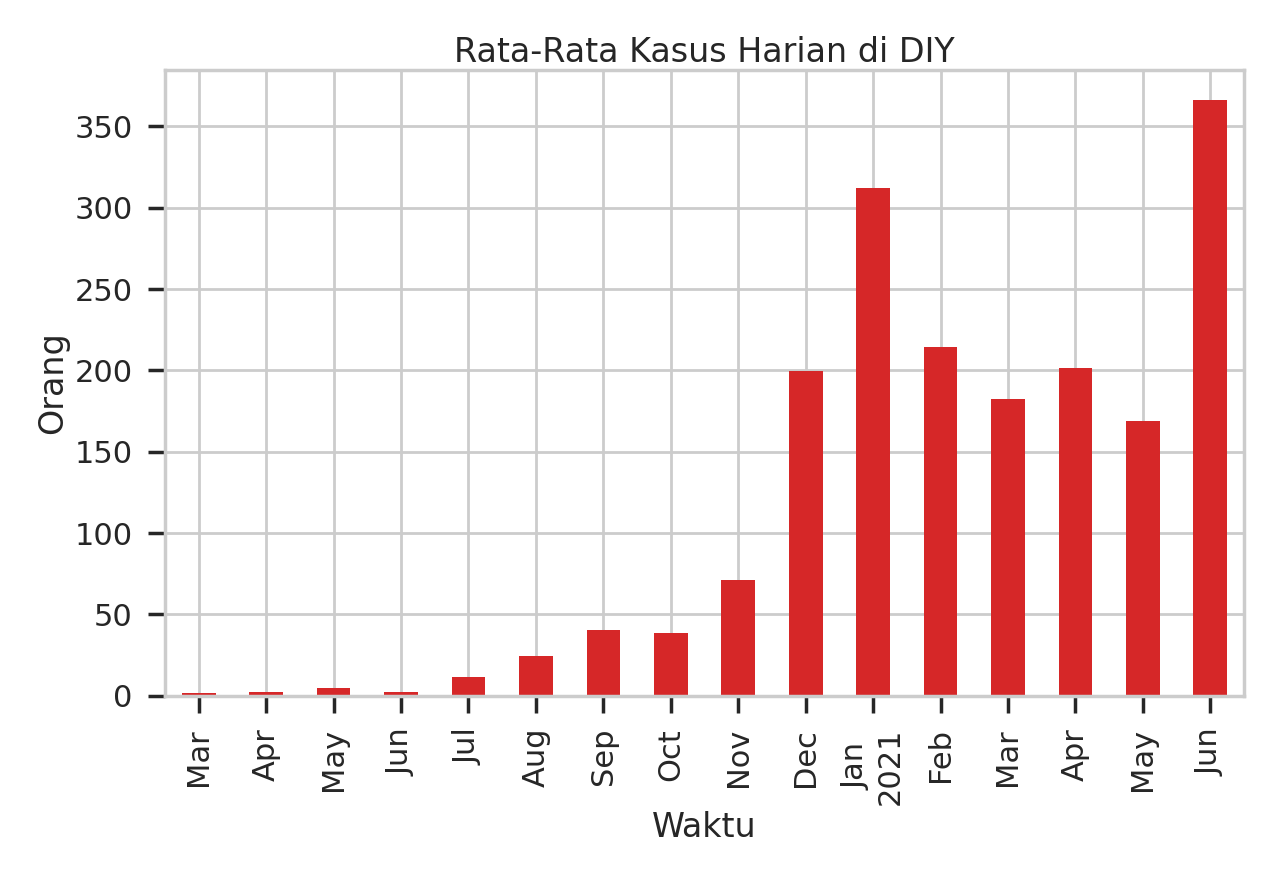 Rata-Rata Kasus Harian di DIY
Orang
350
300
250
200
150
100
50
0
Mar
Apr
May
Jun
Jul
Aug
Sep
Oct
Nov
Dec
Jan
2021
Feb
Mar
Apr
May
Jun
Waktu